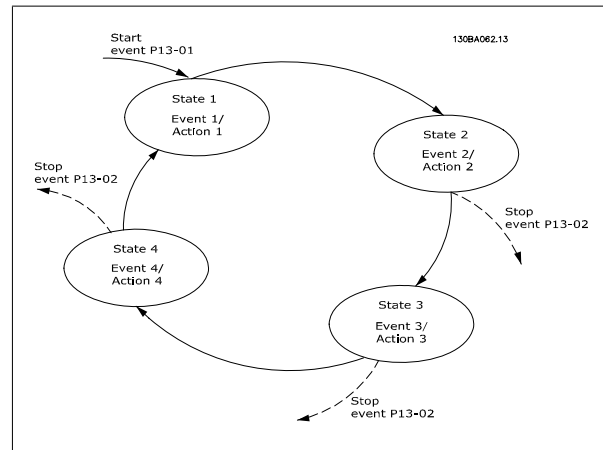 Start
event P13-01
130BA062.13
State 1
Event 1/
Action 1
State 2
Event 2/
Action 2
Stop
event P13-02
Stop
event P13-02
State 4
Event 4/
Action 4
State 3
Event 3/
Action 3
Stop
event P13-02